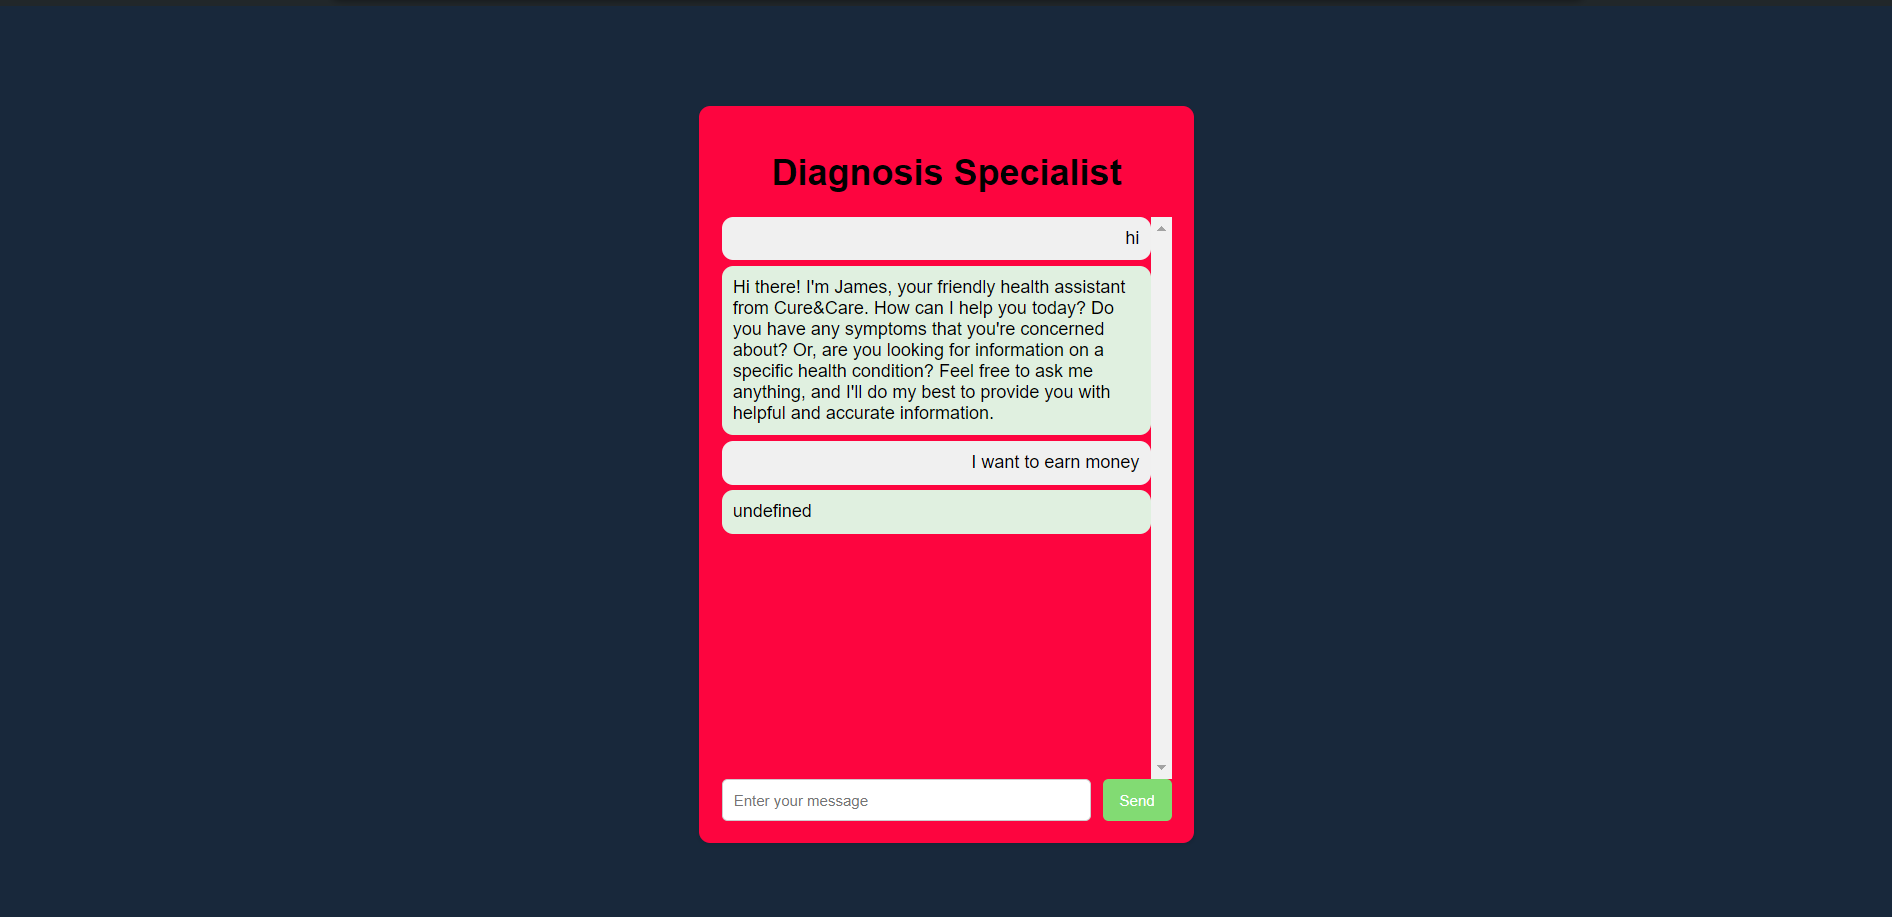 Diagnosis Specialist
hi
Hi there! I'm James, your friendly health assistant
from Cure&Care. How can I help you today? Do
you have any symptoms that you're concerned
about? Or, are you looking for information on a
specific health condition? Feel free to ask me
anything, and I'll do my best to provide you with
helpful and accurate information.
I want to earn money
undefined
Enter your message
Send